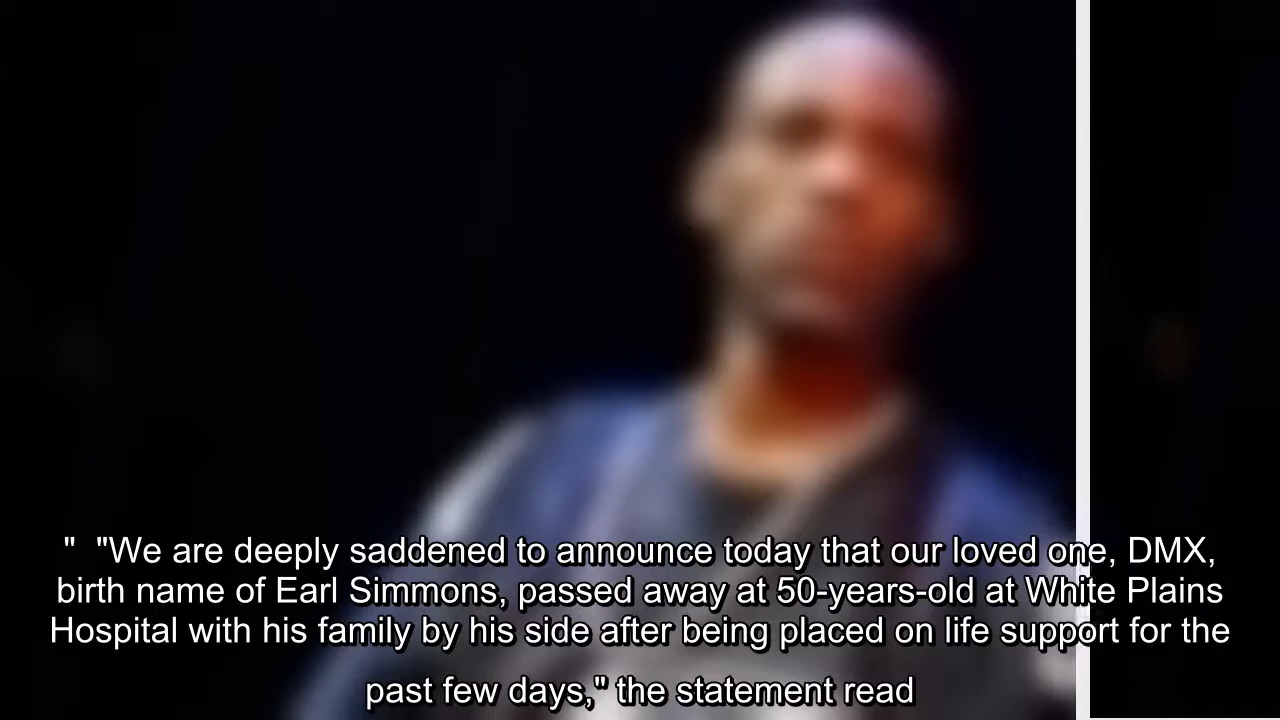 "  "We are deeply saddened to announce today that our loved one, DMX,
birth name of Earl Simmons, passed away at 50-years-old at White Plains
Hospital with his family by his side after being placed on life support for the
past few days," the statement read